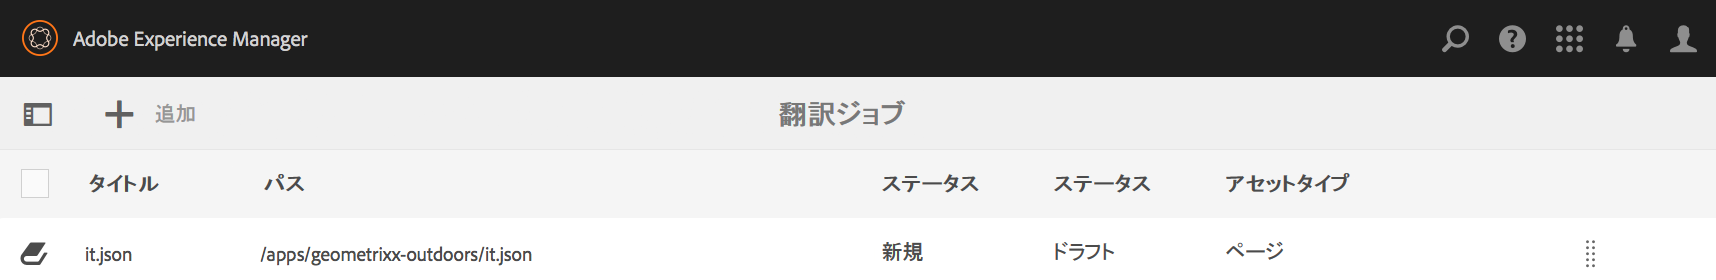 Adobe Experience Manager
追加 翻訳ジョブ
タイトル パス ステータス ステータス アセットタイプ
it.json /apps/geometrixx-outdoors/it.json 新規 ドラフト ページ